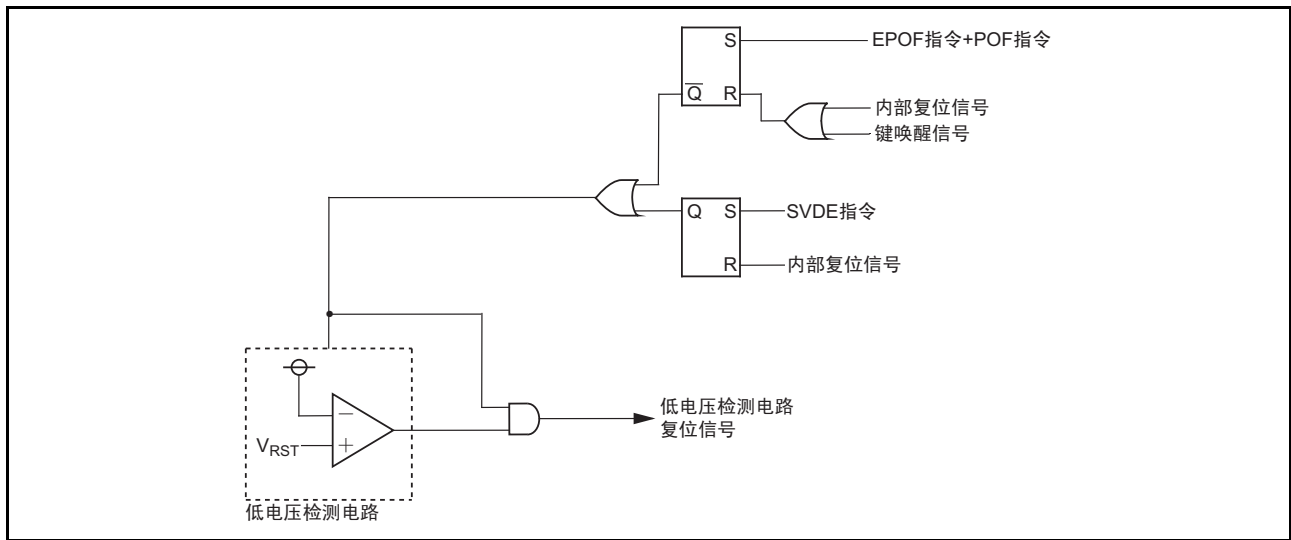 S
EPOF指令+POF指令
Q
R
内部复位信号
键唤醒信号
Q
S
SVDE指令
R
内部复位信号
−
VRST
+
低电压检测电路
复位信号
低电压检测电路